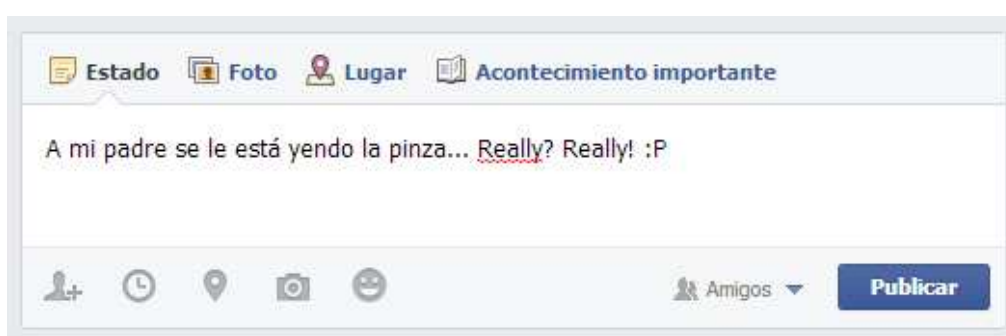 Estado Foto Lugar Acontecimiento importante
A mi padre se le está yendo la pinza... Really? Really! :P
Amigos Publicar